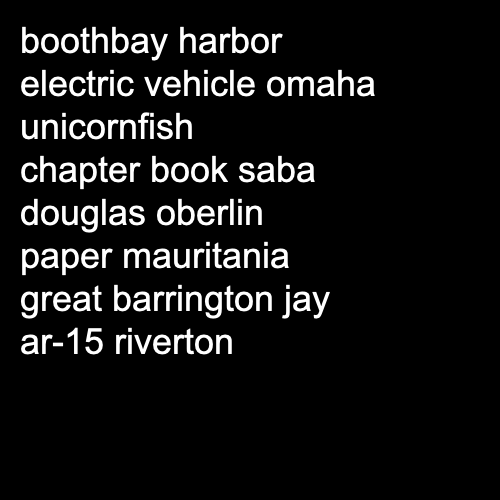 boothbay harbor
electric vehicle omaha
unicornfish
chapter book saba
douglas oberlin
paper mauritania
great barrington jay
ar-15 riverton